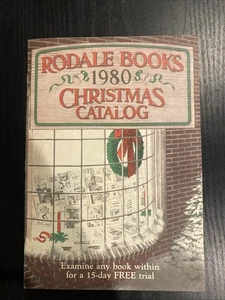 RODALE BOOKS
1980
CHRISTMAS
CATALOG
Examine any book within
for a 15-day FREE trial